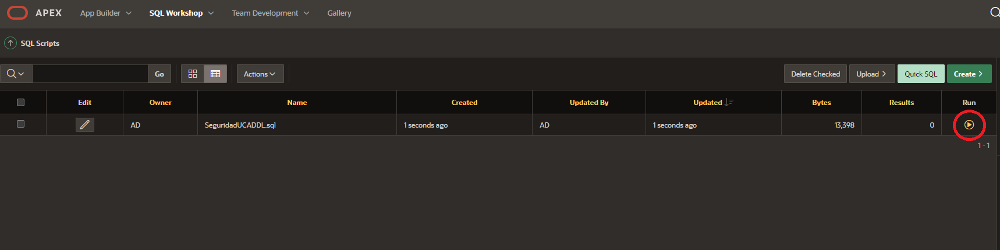 APEX App Builder SQL Workshop Team Development Gallery
SQL Scripts
Go Actions Delete Checked Upload Quick SQL Create
Edit Owner Name Created Updated By Updated Bytes Results Run
AD SeguridadUCADDL.sql 1 seconds ago AD 1 seconds ago 13,398 0
1 - 1